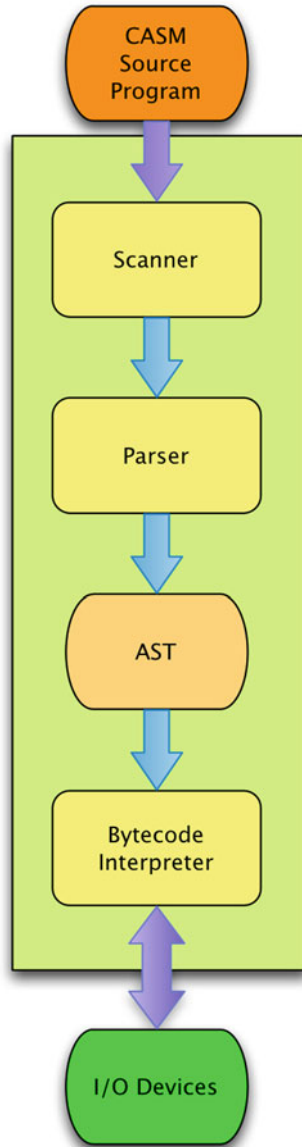 CASM
Source
Program
Scanner
Parser
AST
Bytecode
Interpreter
I/O Devices